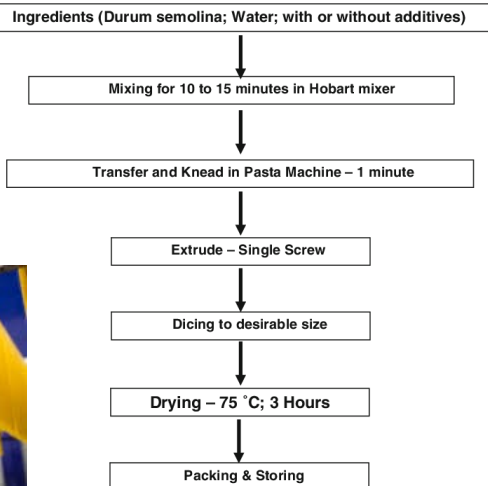 Ingredients (Durum semolina; Water; with or without additives)
Mixing for 10 to 15 minutes in Hobart mixer
Transfer and Knead in Pasta Machine – 1 minute
Extrude – Single Screw
Dicing to desirable size
Drying – 75 ˚C; 3 Hours
Packing & Storing